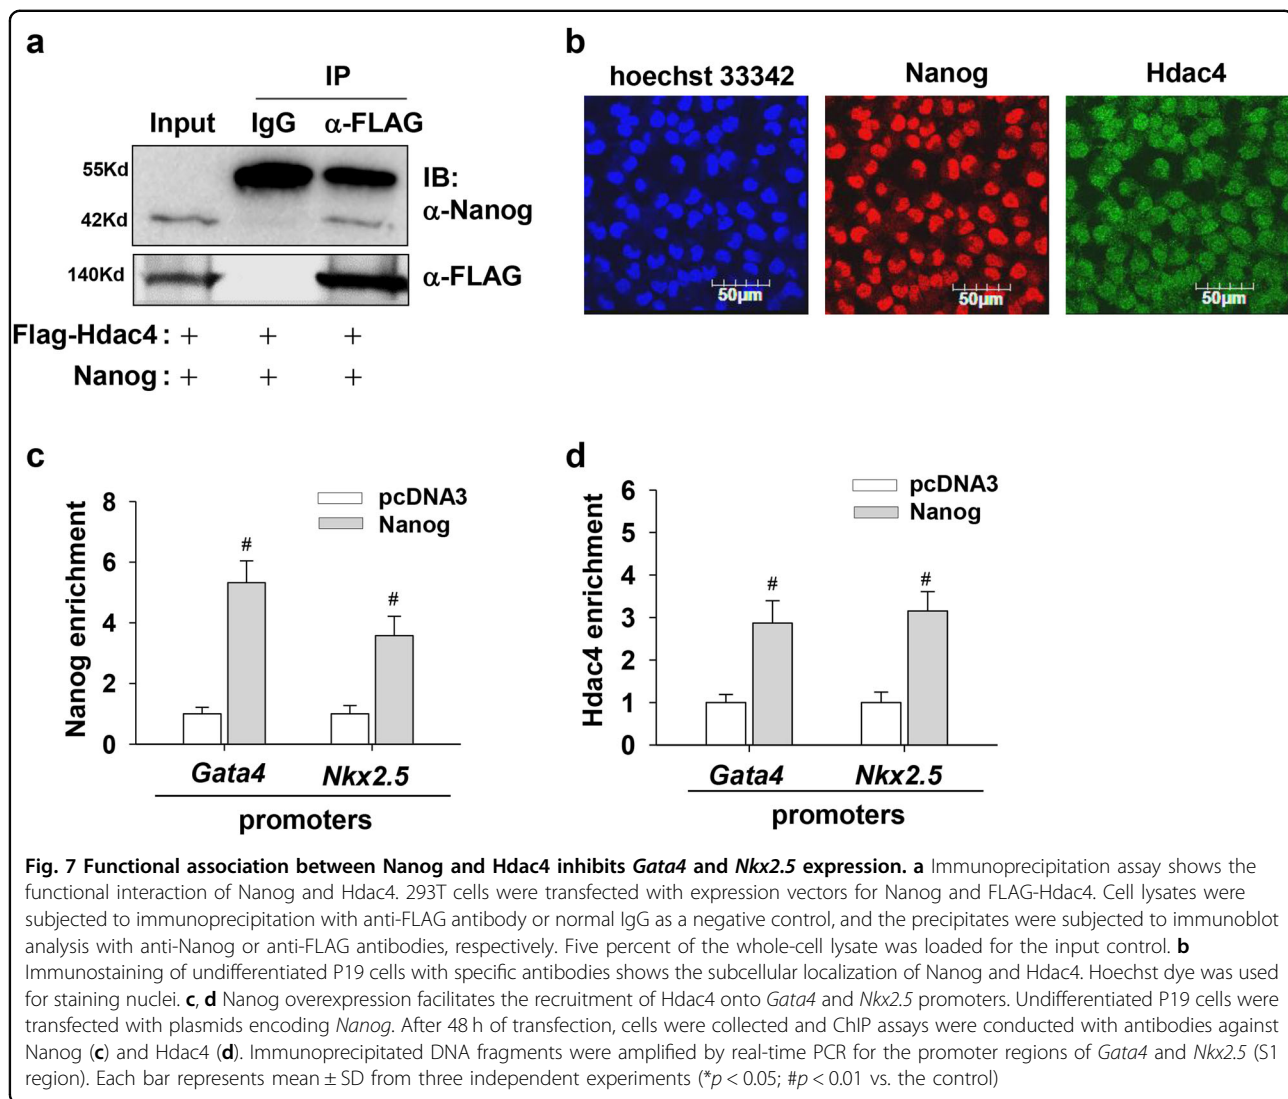 a
IP
Input IgG α-FLAG
55Kd
IB:
α-Nanog
42Kd
140Kd
α-FLAG
Flag-Hdac4 : + + +
Nanog : + + +
b
hoechst 33342 Nanog Hdac4
50μm 50μm 50μm
c
Nanog enrichment
8
6
4
2
0
pcDNA3
Nanog
# #
Gata4 Nkx2.5
promoters
d
Hdac4 enrichment
6
5
4
3
2
1
0
pcDNA3
Nanog
# #
Gata4 Nkx2.5
promoters
Fig. 7 Functional association between Nanog and Hdac4 inhibits Gata4 and Nkx2.5 expression. a Immunoprecipitation assay shows the
functional interaction of Nanog and Hdac4. 293T cells were transfected with expression vectors for Nanog and FLAG-Hdac4. Cell lysates were
subjected to immunoprecipitation with anti-FLAG antibody or normal IgG as a negative control, and the precipitates were subjected to immunoblot
analysis with anti-Nanog or anti-FLAG antibodies, respectively. Five percent of the whole-cell lysate was loaded for the input control. b
Immunostaining of undifferentiated P19 cells with specific antibodies shows the subcellular localization of Nanog and Hdac4. Hoechst dye was used
for staining nuclei. c, d Nanog overexpression facilitates the recruitment of Hdac4 onto Gata4 and Nkx2.5 promoters. Undifferentiated P19 cells were
transfected with plasmids encoding Nanog. After 48 h of transfection, cells were collected and ChIP assays were conducted with antibodies against
Nanog (c) and Hdac4 (d). Immunoprecipitated DNA fragments were amplified by real-time PCR for the promoter regions of Gata4 and Nkx2.5 (S1
region). Each bar represents mean ± SD from three independent experiments (*p < 0.05; #p < 0.01 vs. the control)